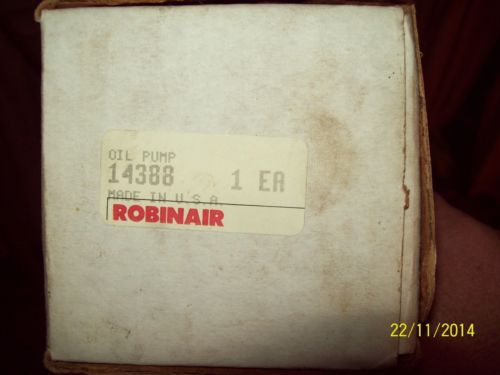 OIL PUMP
14388 1 EA
MADE IN U.S.A
ROBINAIR
22/11/2014